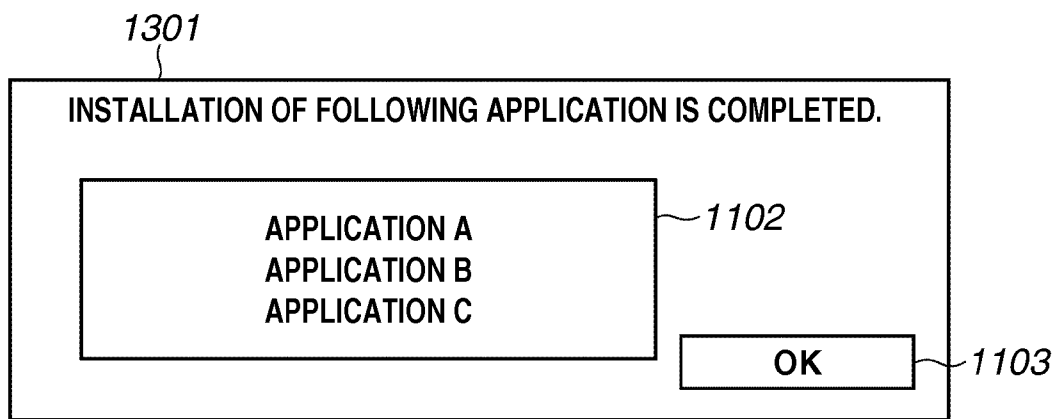 1301
INSTALLATION OF FOLLOWING APPLICATION IS COMPLETED.
1102
APPLICATION A
APPLICATION B
APPLICATION C
OK
1103